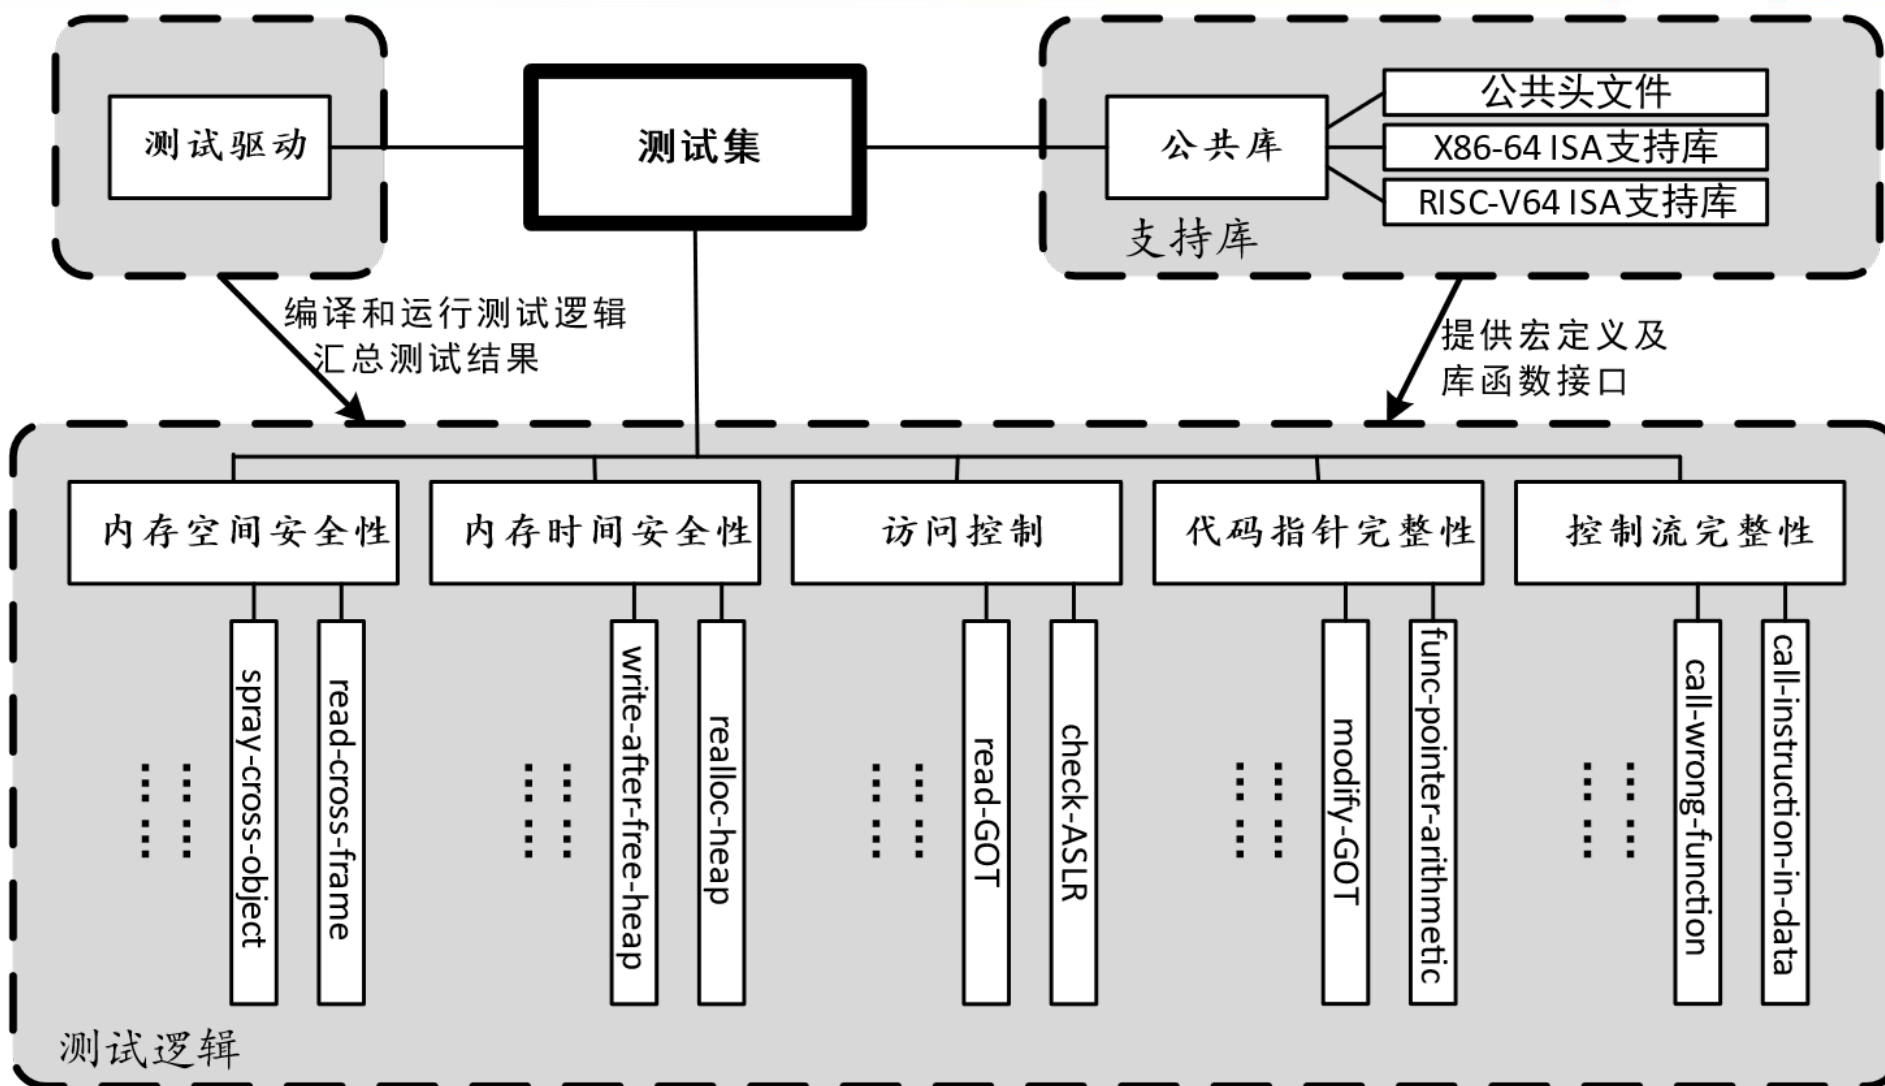 测试驱动
测试集
公共库
公共头文件
X86-64 ISA支持库
RISC-V64 ISA支持库
支持库
编译和运行测试逻辑
汇总测试结果
提供宏定义及
库函数接口
内存空间安全性
内存时间安全性
访问控制
代码指针完整性
控制流完整性
spray-cross-object
read-cross-frame
write-after-free-heap
realloc-heap
read-GOT
check-ASLR
modify-GOT
func-pointer-arithmetic
call-wrong-function
call-instruction-in-data
测试逻辑